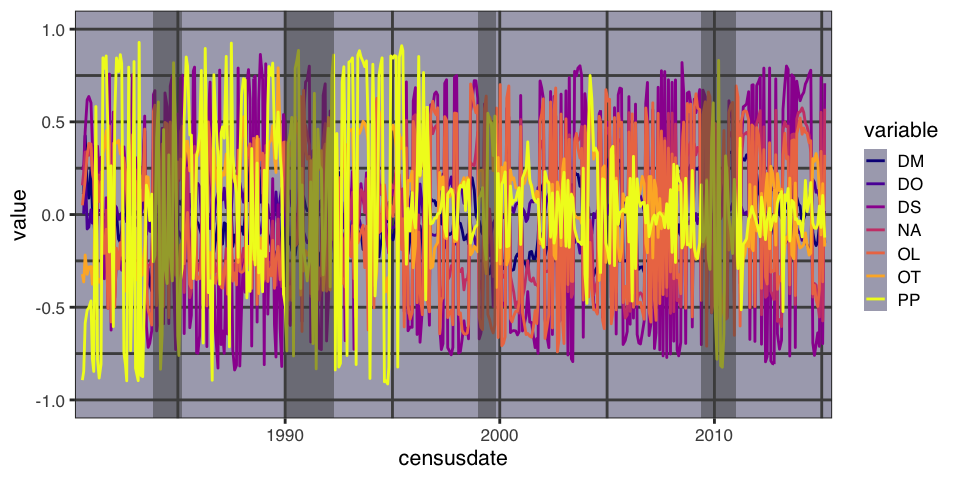 1.0
0.5
0.0
-0.5
-1.0
value
1990
2000
2010
censusdate
variable
DM
DO
DS
NA
OL
OT
PP